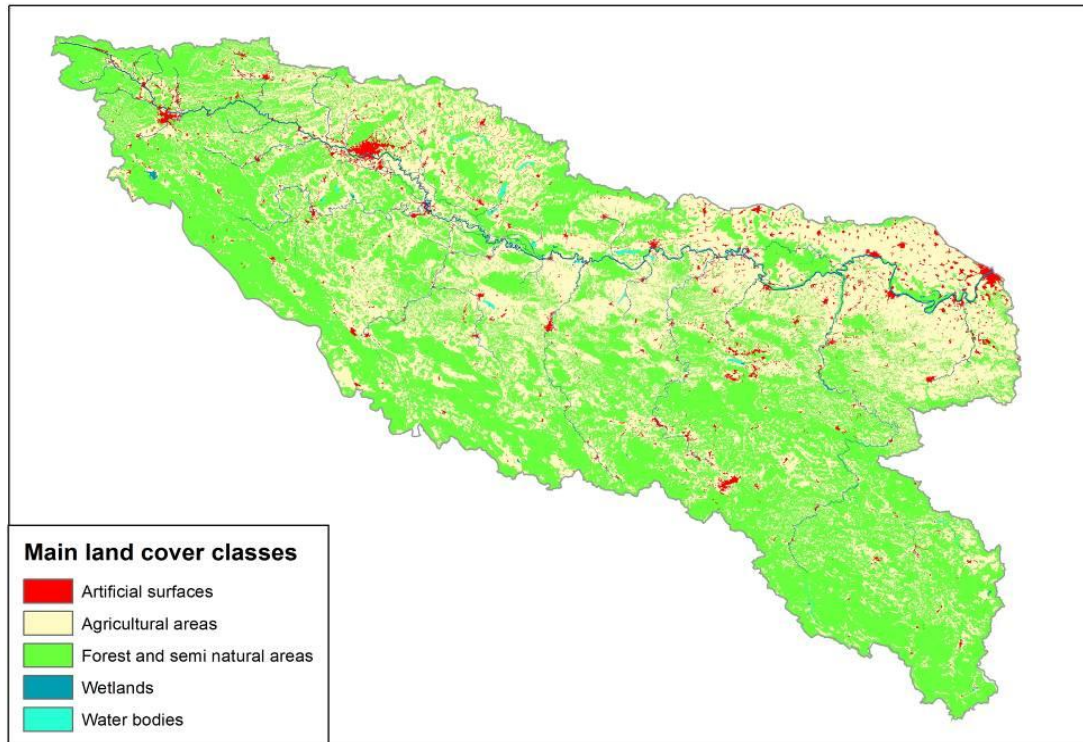 Main land cover classes
Artificial surfaces
Agricultural areas
Forest and semi natural areas
Wetlands
Water bodies